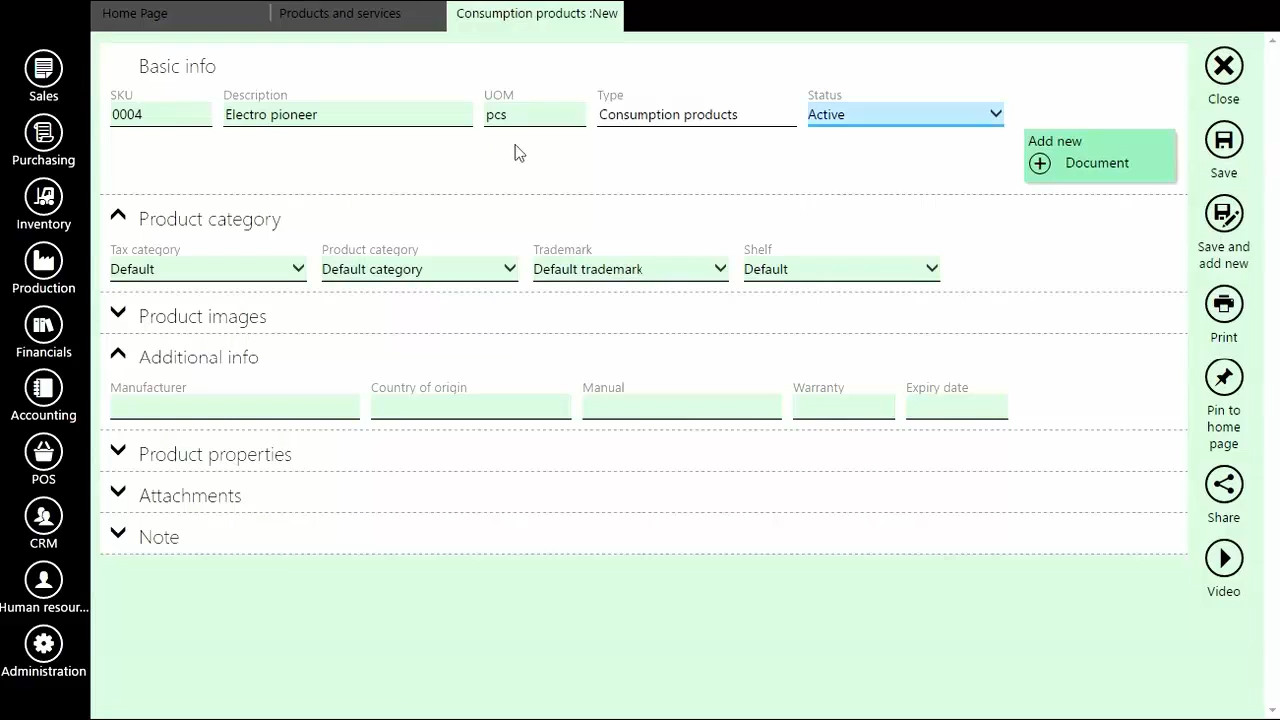 Home Page
Products and services
Consumption products :New
Sales
Purchasing
Inventory
Production
Financials
Accounting
POS
CRM
Human resour...
Administration
Basic info
SKU
Description
UOM
Type
Status
0004
Electro pioneer
pcs
Consumption products
Active
Add new
Document
Product category
Tax category
Product category
Trademark
Shelf
Default
Default category
Default trademark
Default
Product images
Additional info
Manufacturer
Country of origin
Manual
Warranty
Expiry date
Product properties
Attachments
Note
Close
Save
Save and
add new
Print
Pin to
home
page
Share
Video